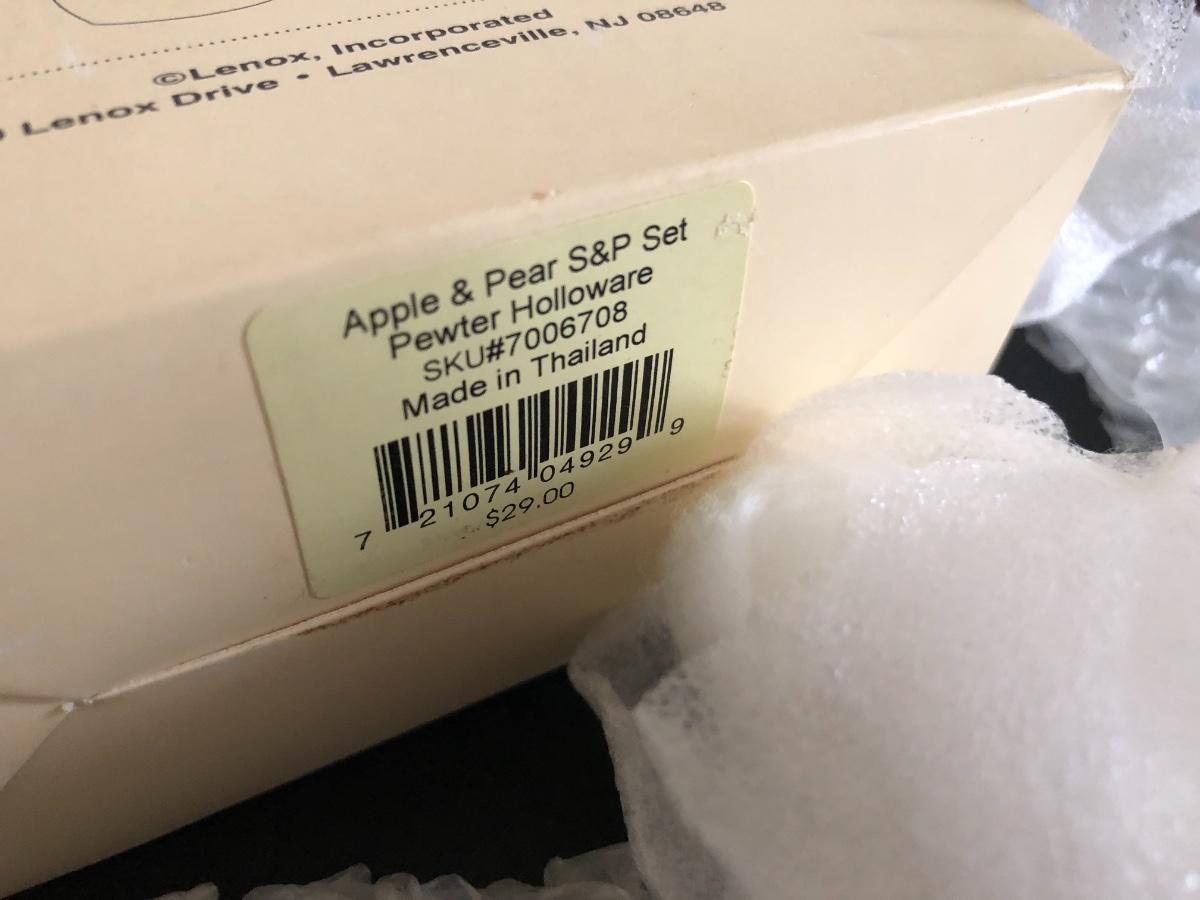 ©Lenox, Incorporated
Lenox Drive • Lawrenceville, NJ 08648
Apple & Pear S&P Set
Pewter Holloware
SKU#7006708
Made in Thailand
7 21074 04929 9
$29.00